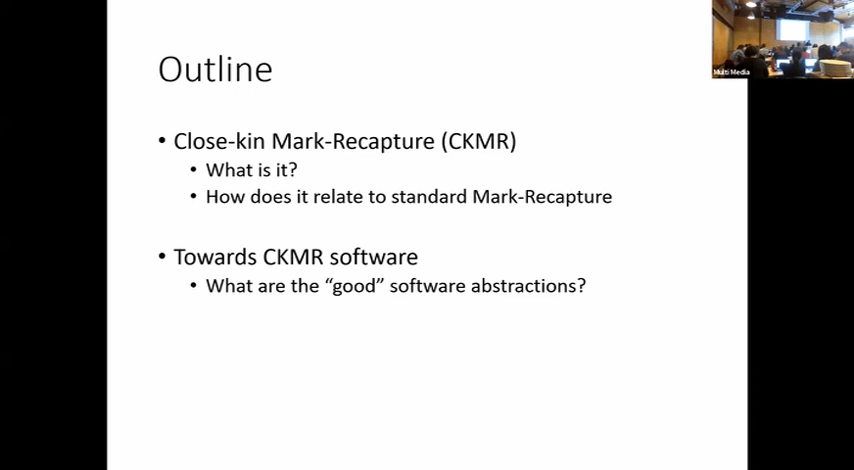 Outline
• Close-kin Mark-Recapture (CKMR)
• What is it?
• How does it relate to standard Mark-Recapture
• Towards CKMR software
• What are the “good” software abstractions?
Multi Media